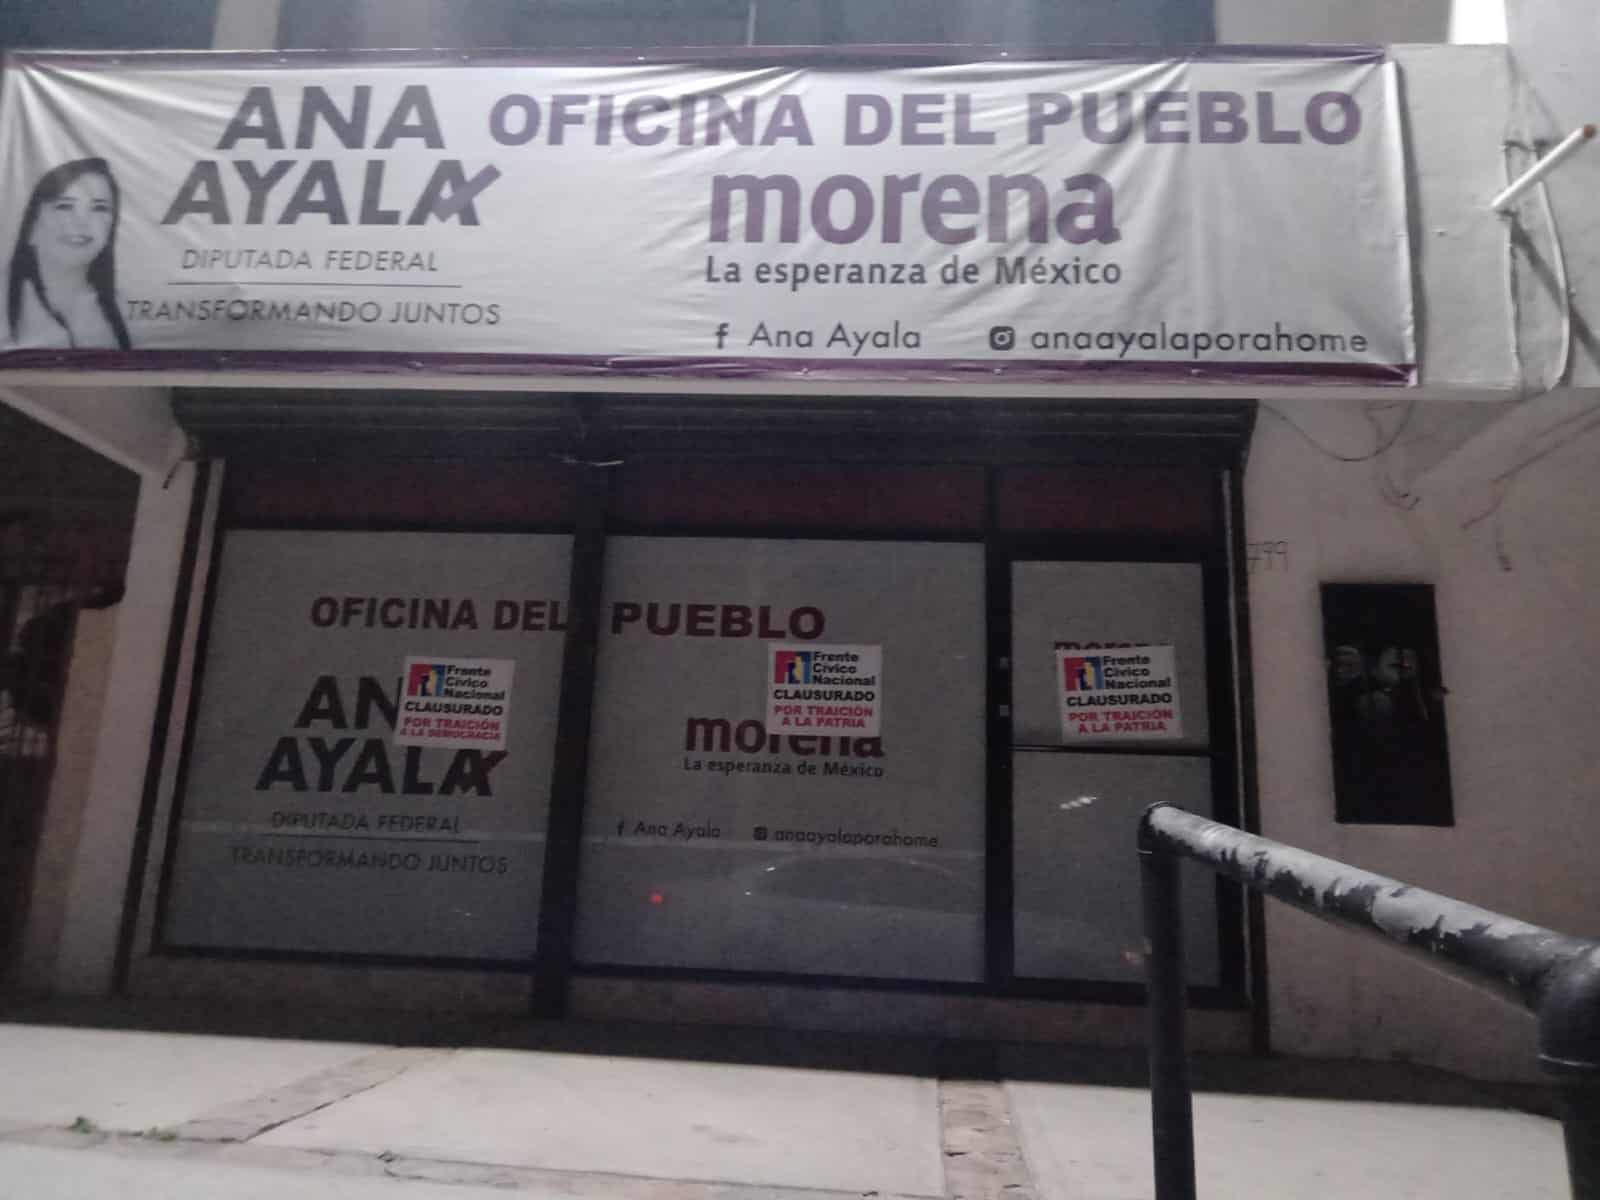 ANA
AYALA
DIPUTADA FEDERAL
TRANSFORMANDO JUNTOS
OFICINA DEL PUEBLO
morena
La esperanza de México
f Ana Ayala
anaayalaporahome
OFICINA DEL PUEBLO
AN
AYALA
DIPUTADA FEDERAL
TRANSFORMANDO JUNTOS
Frente
Cívico
Nacional
CLAUSURADO
POR TRAICIÓN
A LA DEMOCRACIA
Frente
Cívico
Nacional
CLAUSURADO
POR TRAICIÓN
A LA PATRIA
morena
La esperanza de México
f Ana Ayala
anaayalaporahome
morena
Frente
Cívico
Nacional
CLAUSURADO
POR TRAICIÓN
A LA PATRIA
799